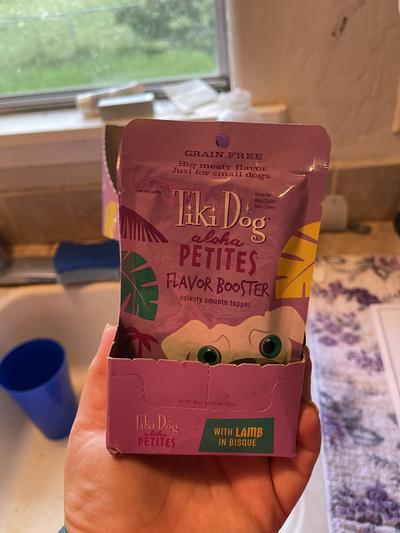 GRAIN FREE
Big meaty flavor.
Just for small dogs.
Tiki Dog
aloha
PETITES
FLAVOR BOOSTER
velvety smooth topper
Tiki Dog
aloha
PETITES
WITH LAMB
IN BISQUE